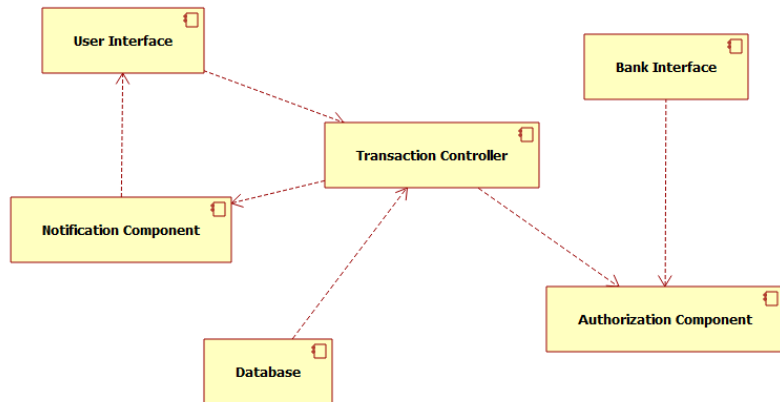 User Interface
Bank Interface
Transaction Controller
Notification Component
Authorization Component
Database